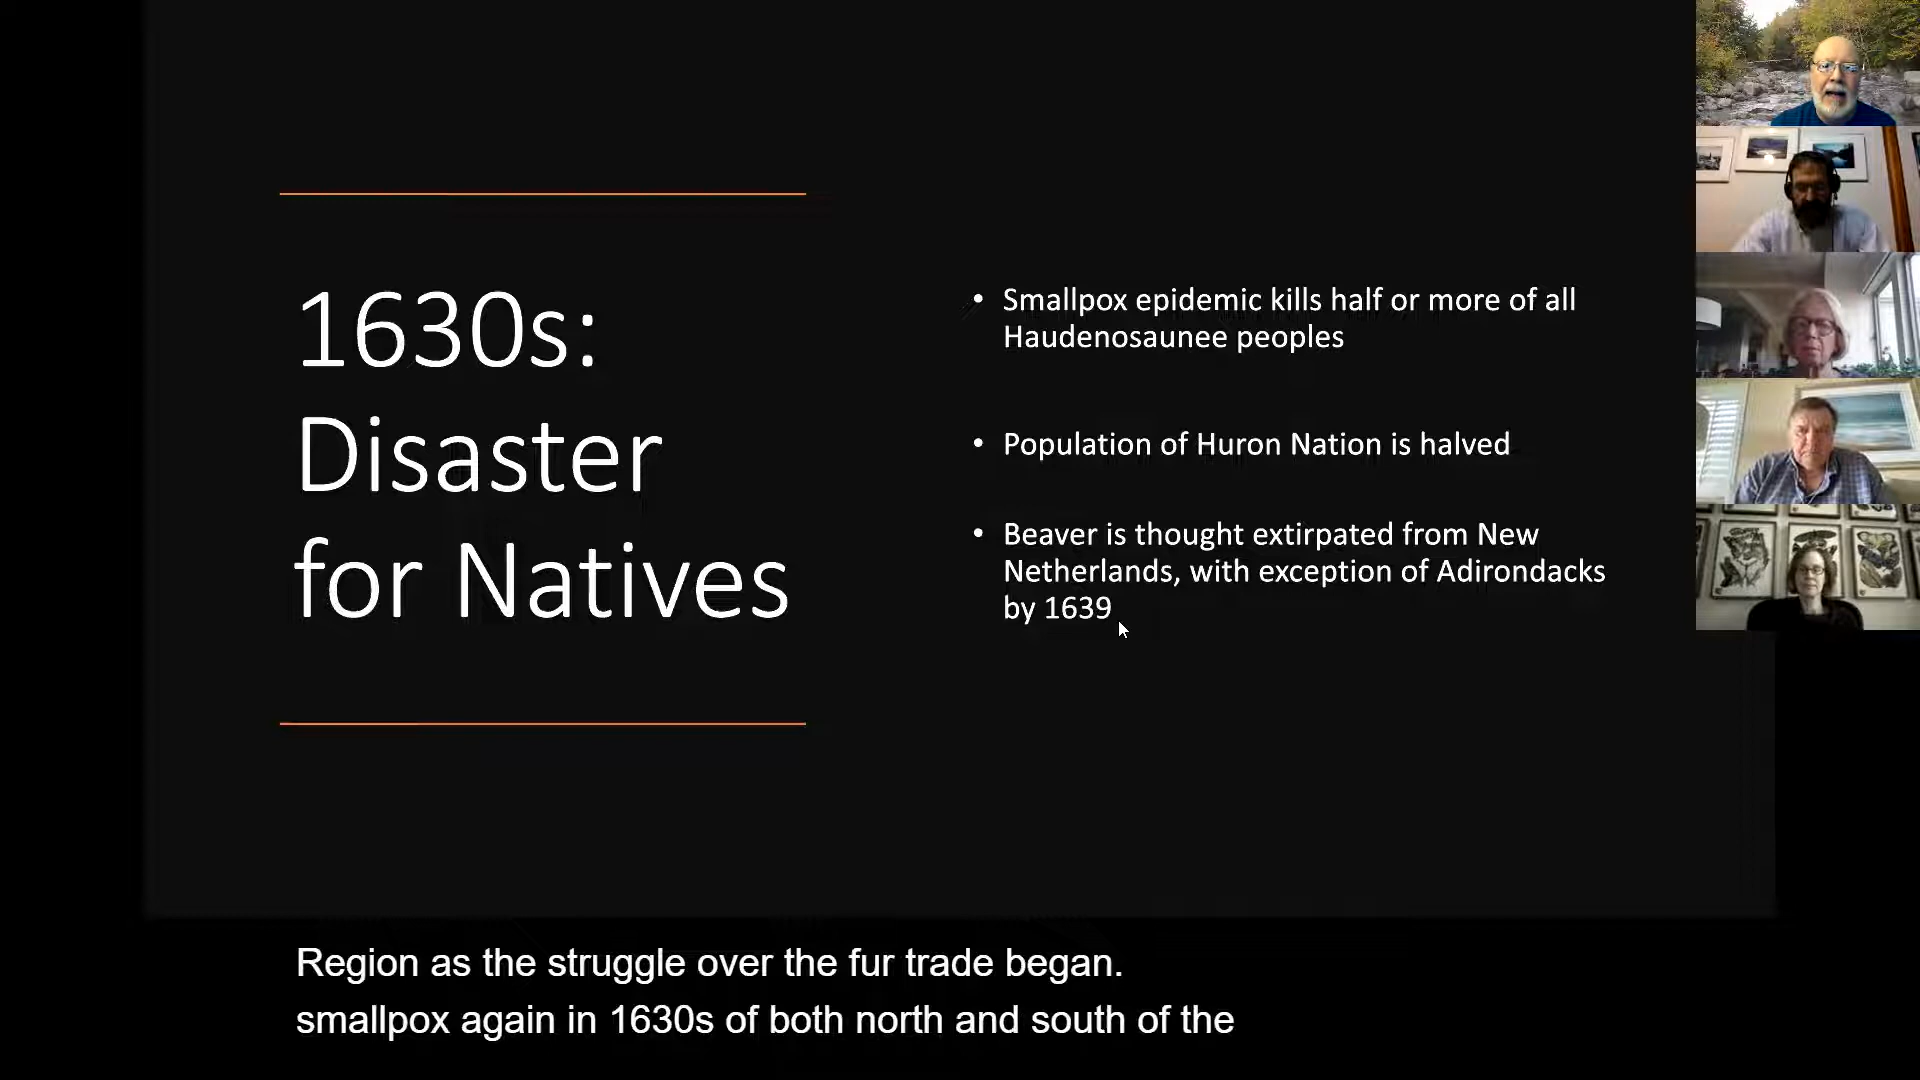 1630s:
Disaster
for Natives
• Smallpox epidemic kills half or more of all
Haudenosaunee peoples
• Population of Huron Nation is halved
• Beaver is thought extirpated from New
Netherlands, with exception of Adirondacks
by 1639
Region as the struggle over the fur trade began.
smallpox again in 1630s of both north and south of the